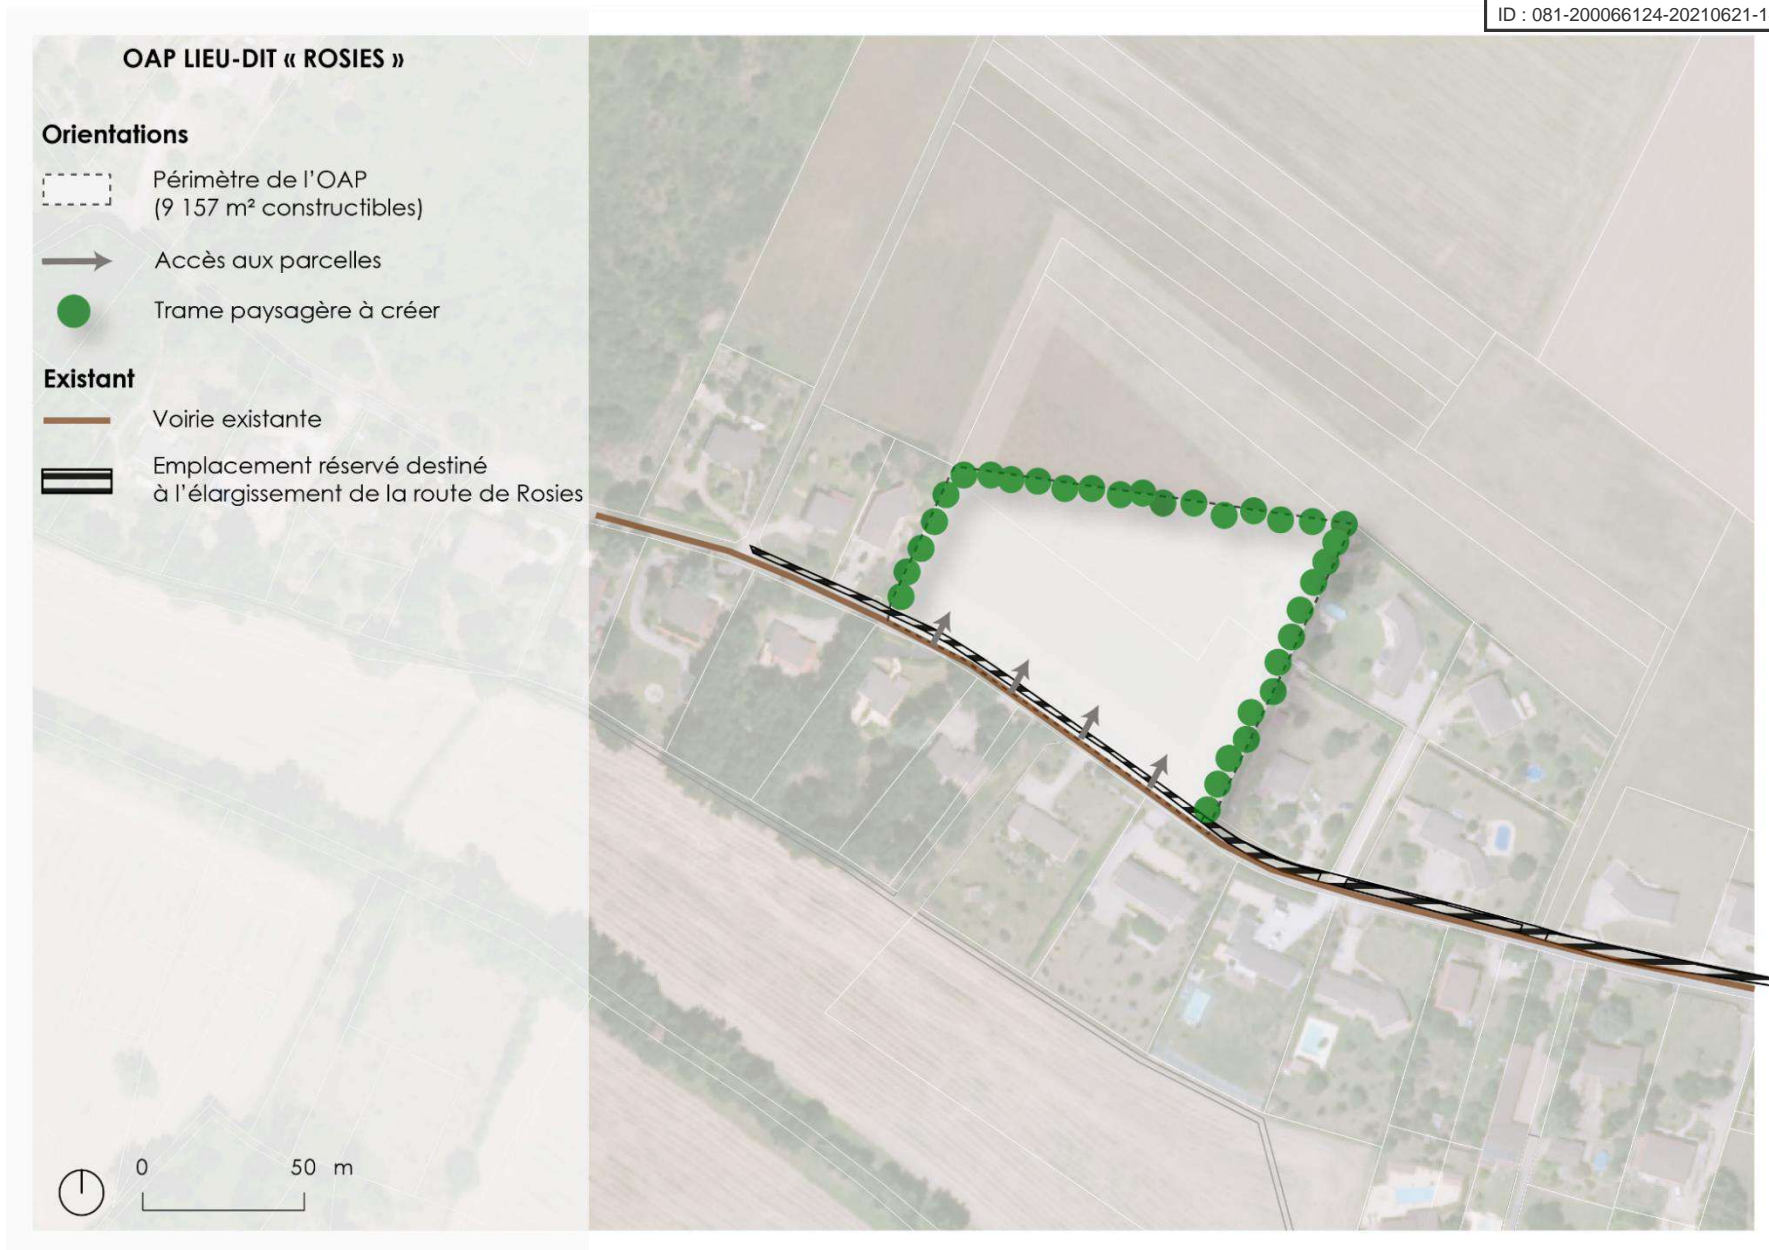 ID : 081-200066124-20210621-1
OAP LIEU-DIT « ROSIES »
Orientations
Périmètre de l'OAP
(9 157 m² constructibles)
Accès aux parcelles
Trame paysagère à créer
Existant
Voirie existante
Emplacement réservé destiné
à l'élargissement de la route de Rosies
0 50 m